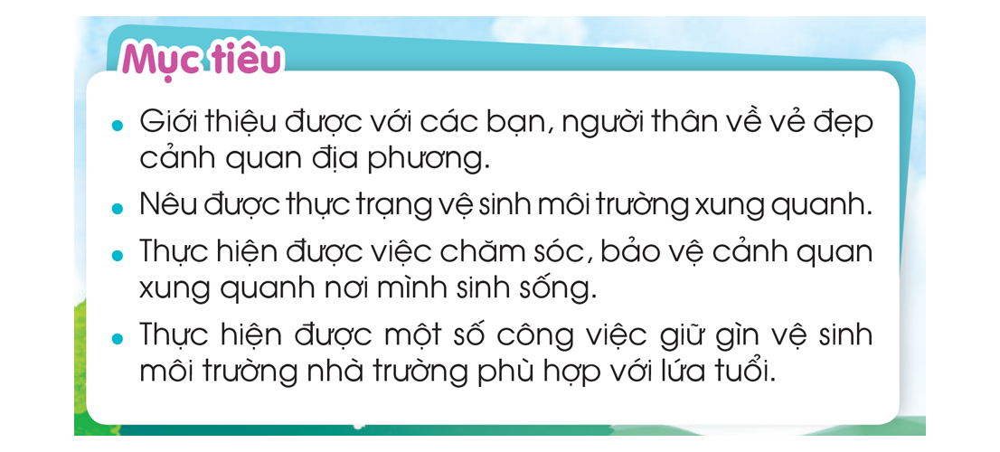 Mục tiêu
• Giới thiệu được với các bạn, người thân về vẻ đẹp
cảnh quan địa phương.
• Nêu được thực trạng vệ sinh môi trường xung quanh.
• Thực hiện được việc chăm sóc, bảo vệ cảnh quan
xung quanh nơi mình sinh sống.
• Thực hiện được một số công việc giữ gìn vệ sinh
môi trường nhà trường phù hợp với lứa tuổi.